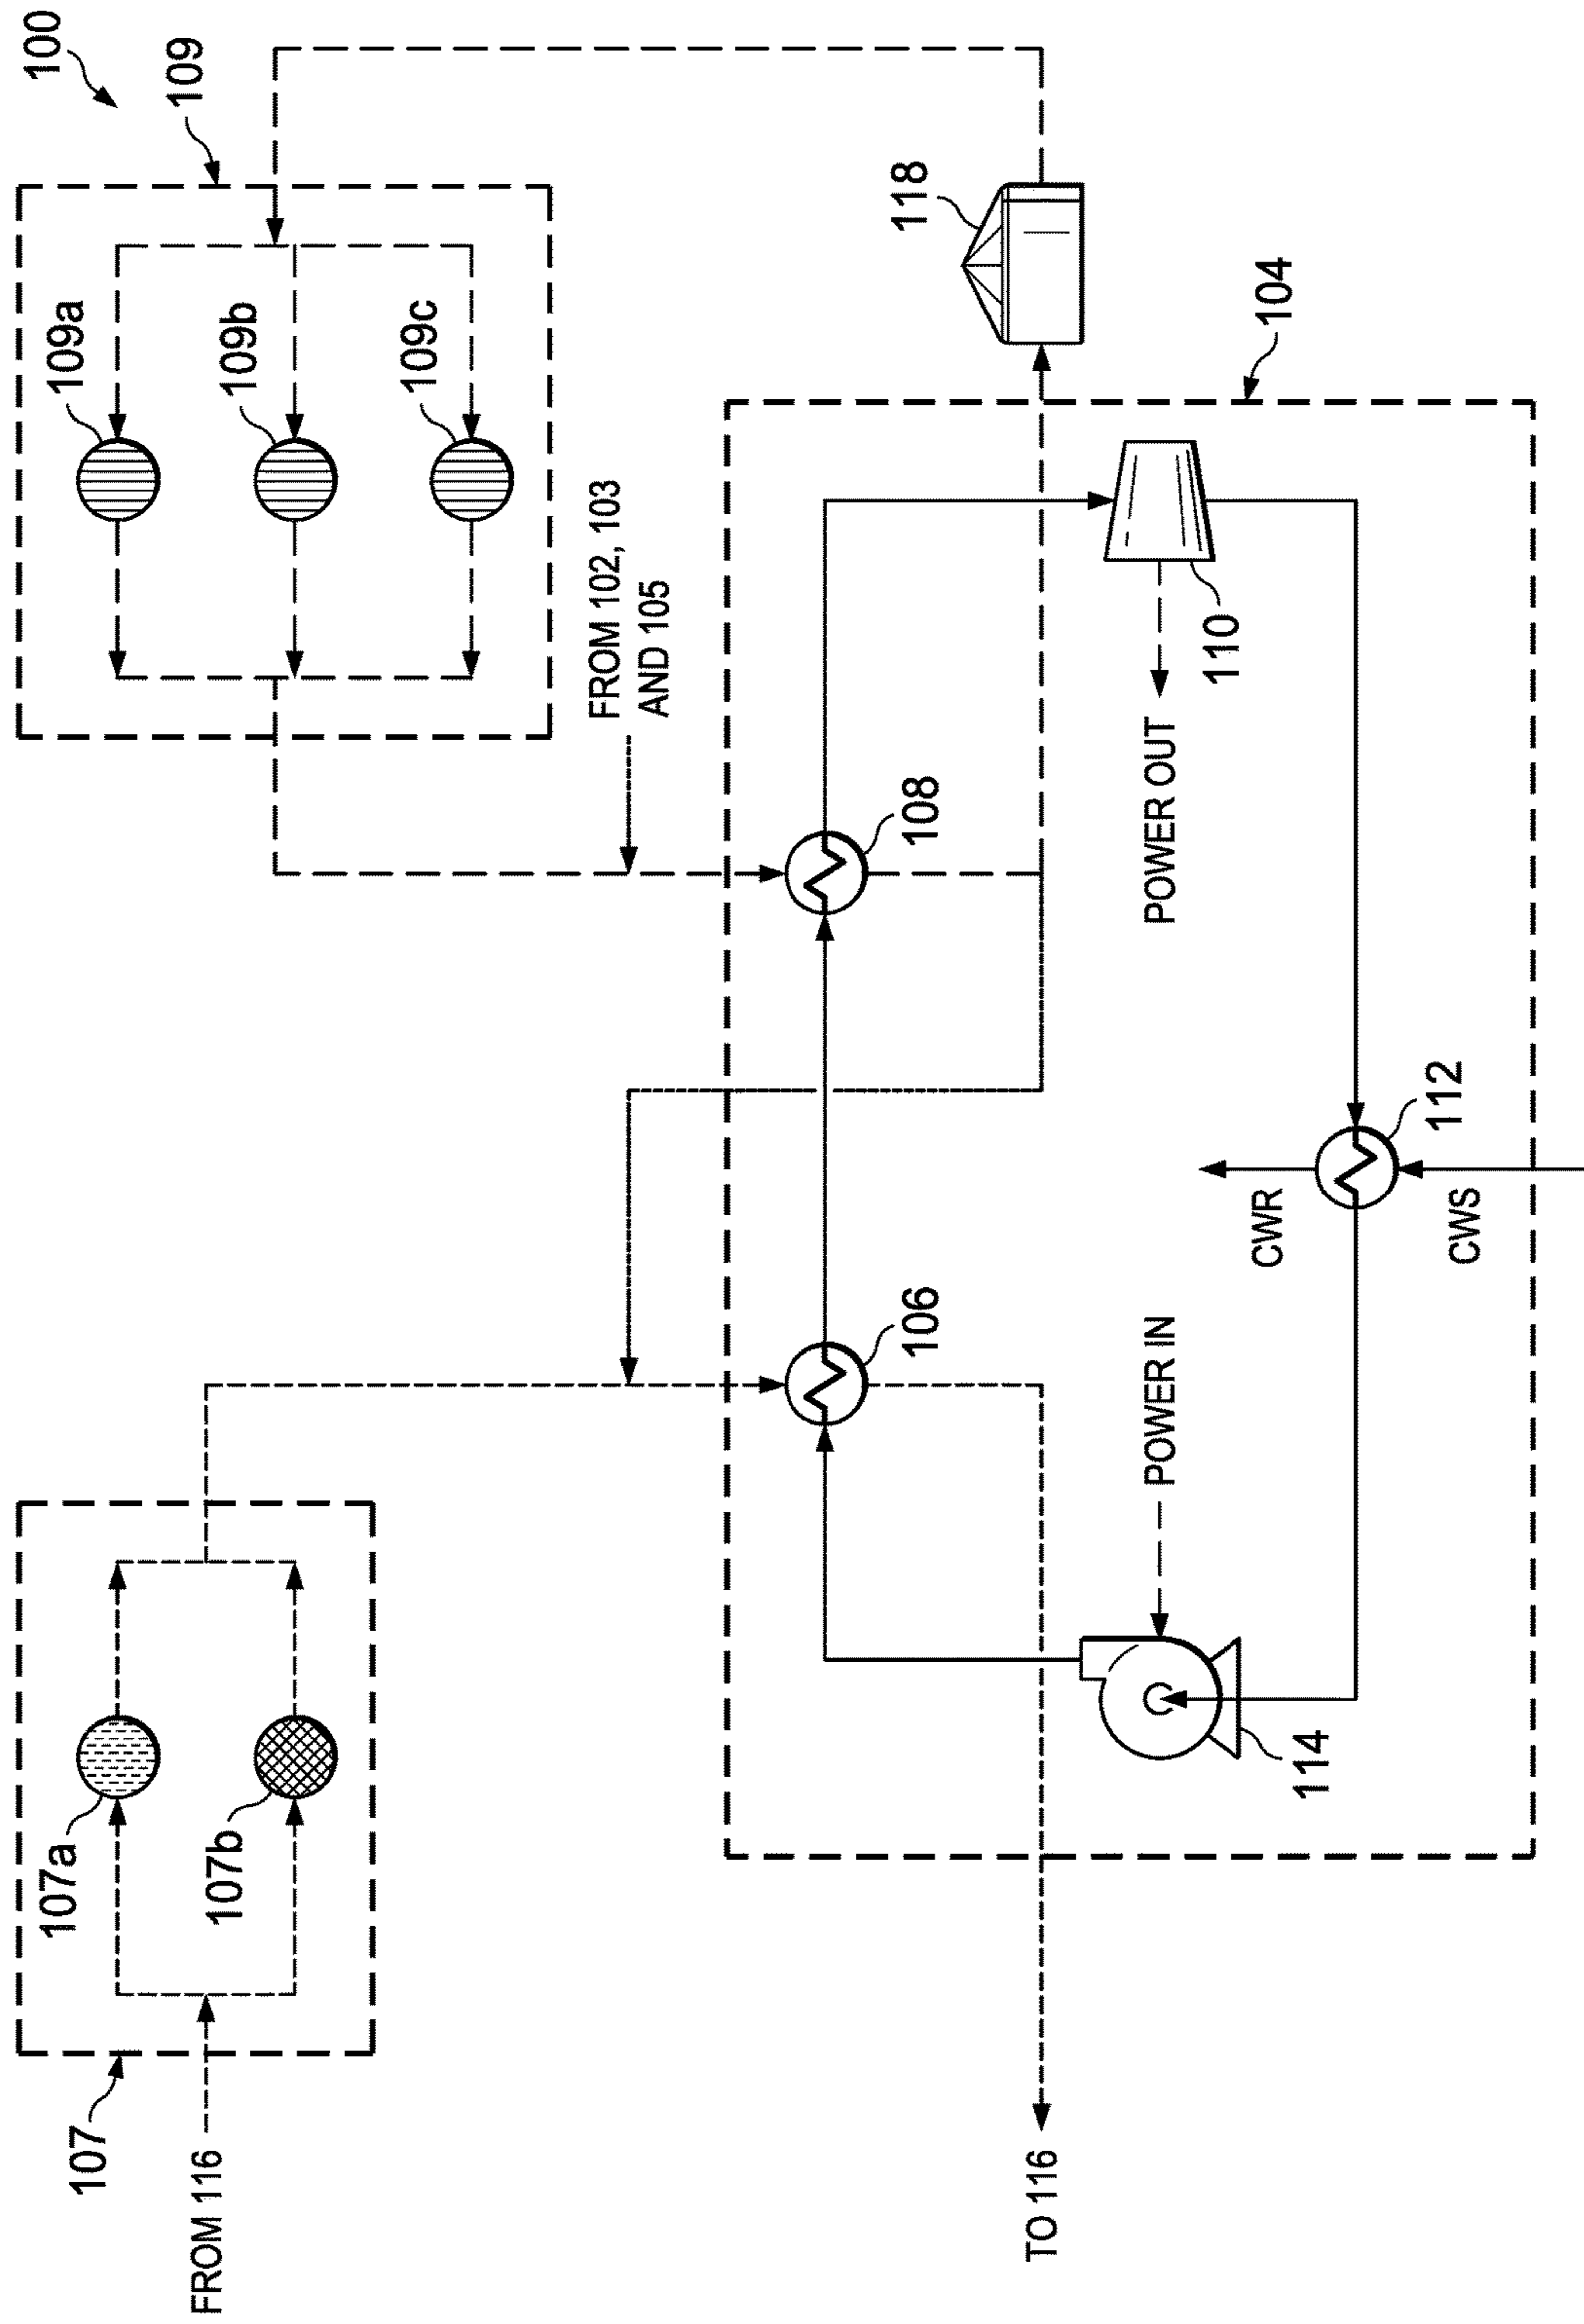 100
107
107a
107b
FROM 116
109
109a
109b
109c
FROM 102, 103
AND 105
106
108
118
104
TO 116
POWER IN
POWER OUT
110
114
CWR
CWS
112